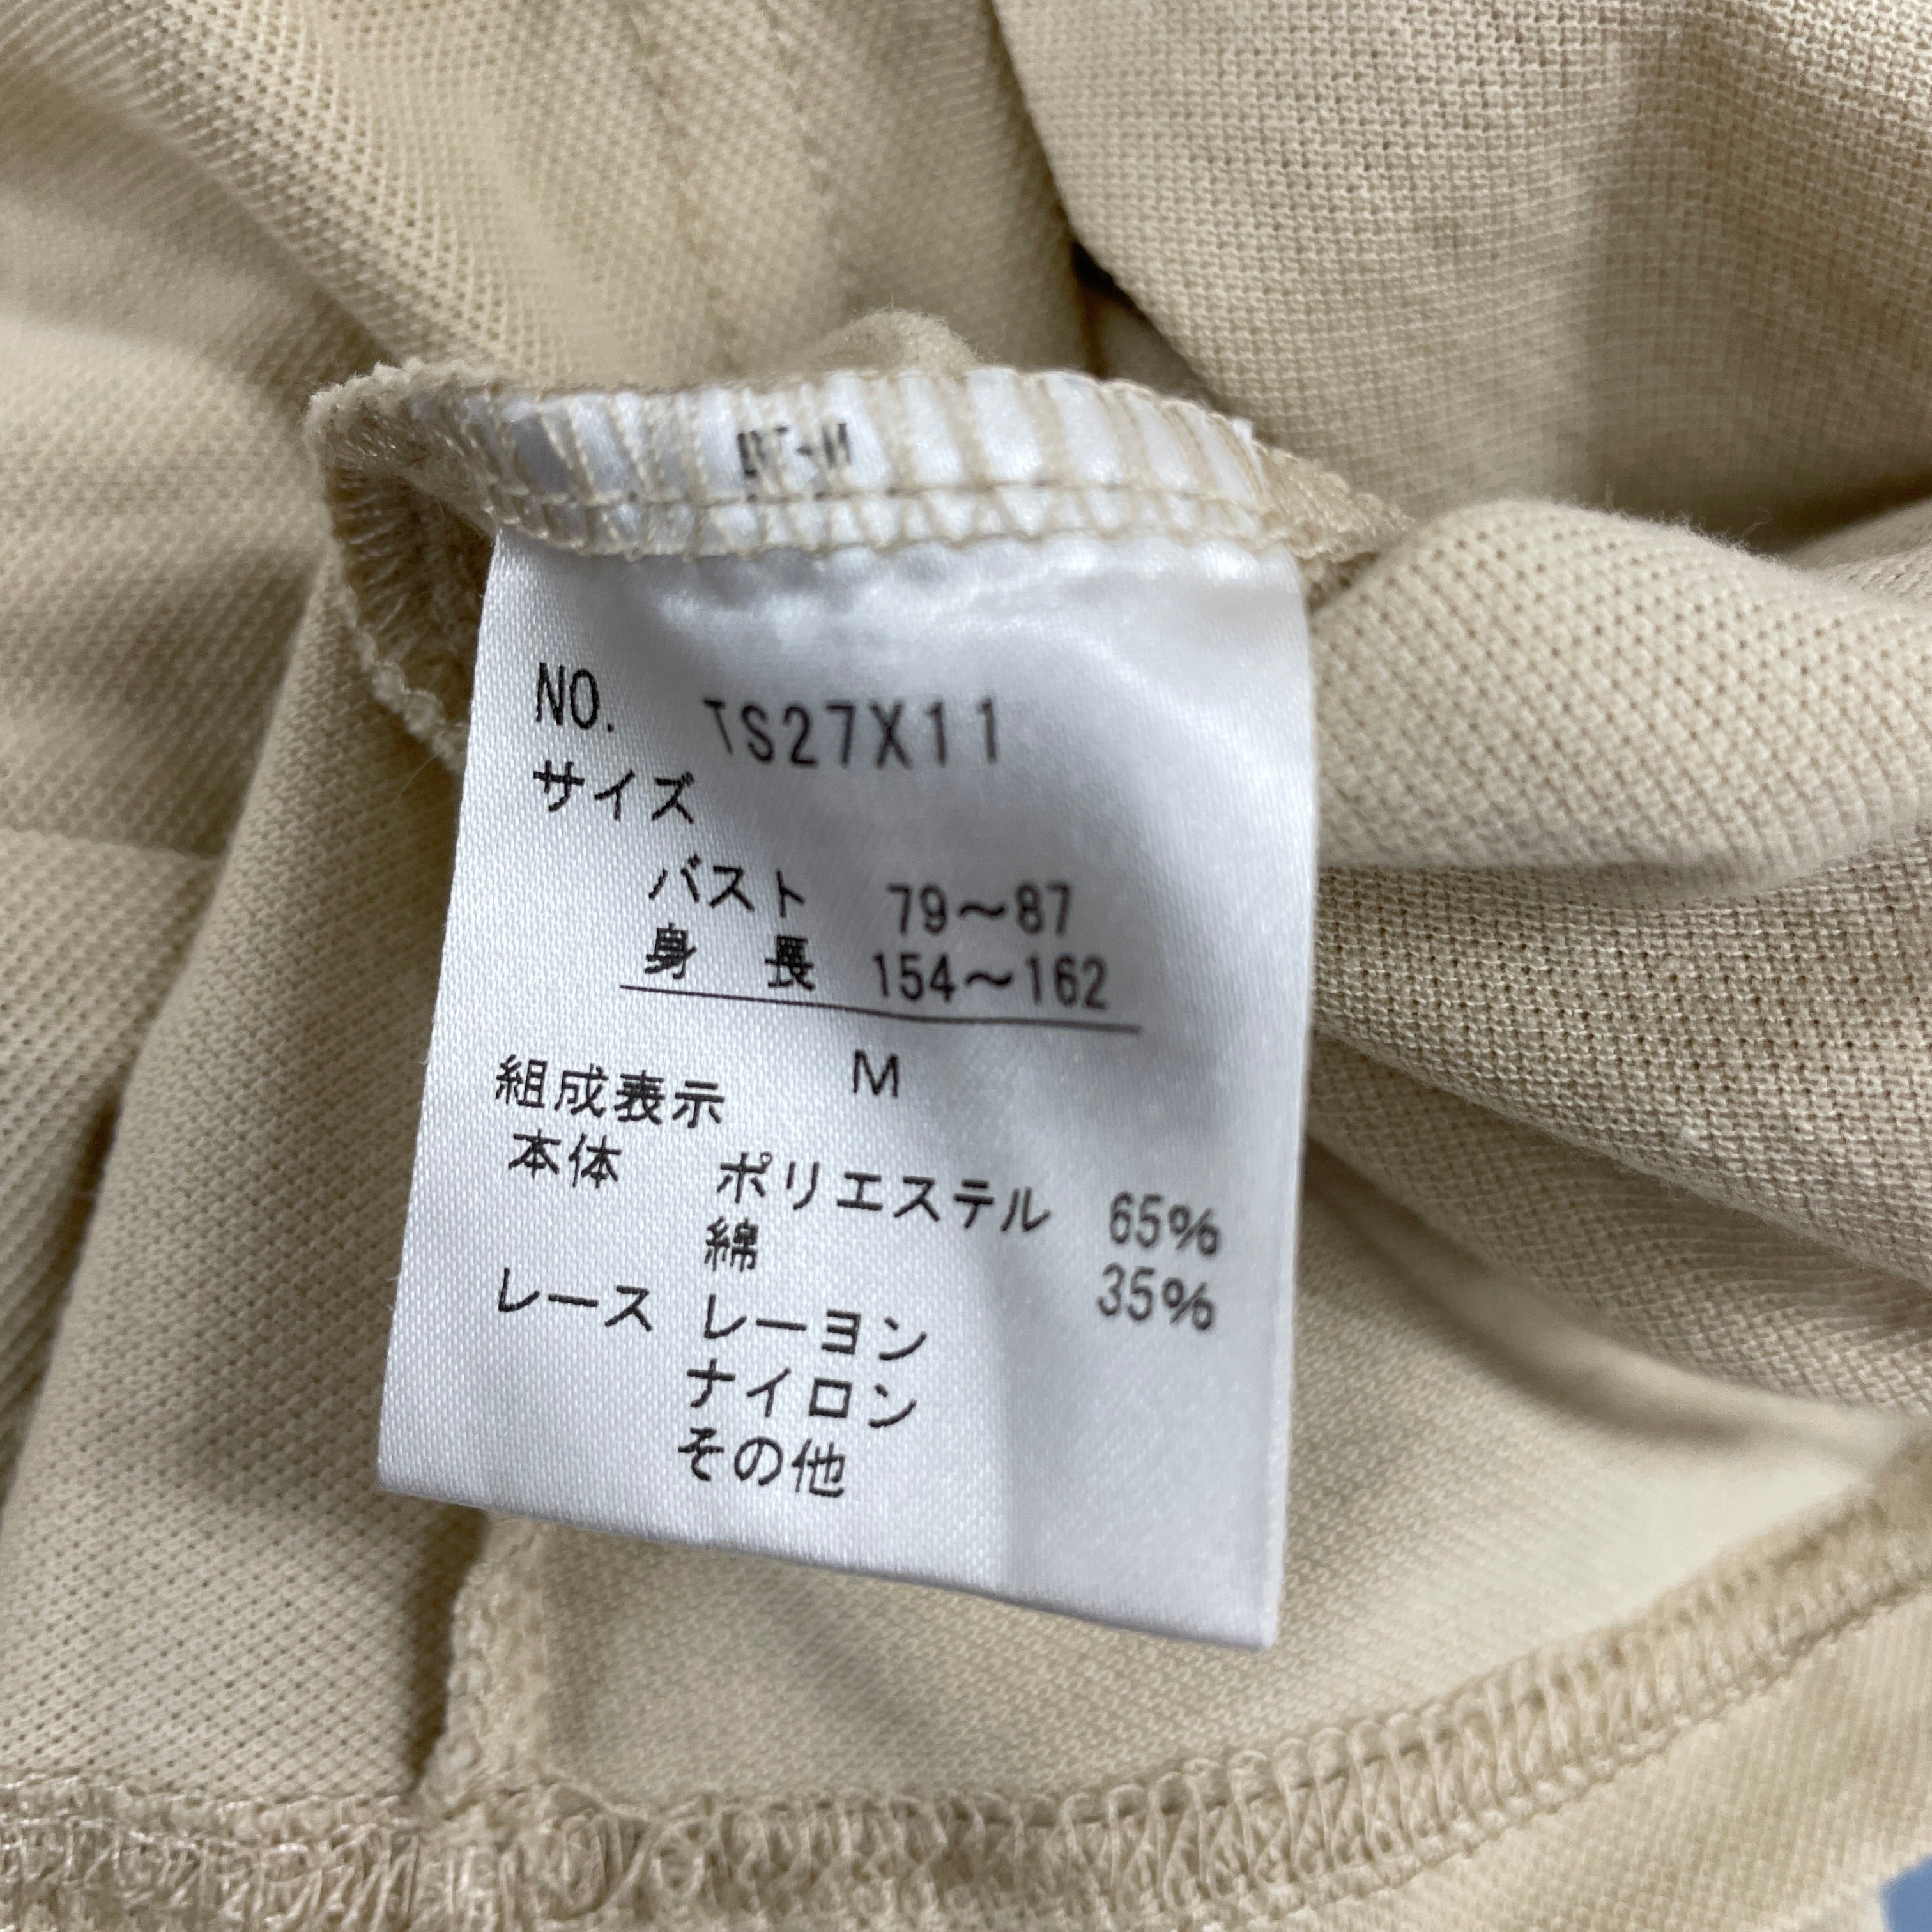 NO. TS27X11
サイズ
バスト 79〜87
身 長 154〜162
M
組成表示
本体 ポリエステル 65%
綿 35%
レース レーヨン
ナイロン
その他